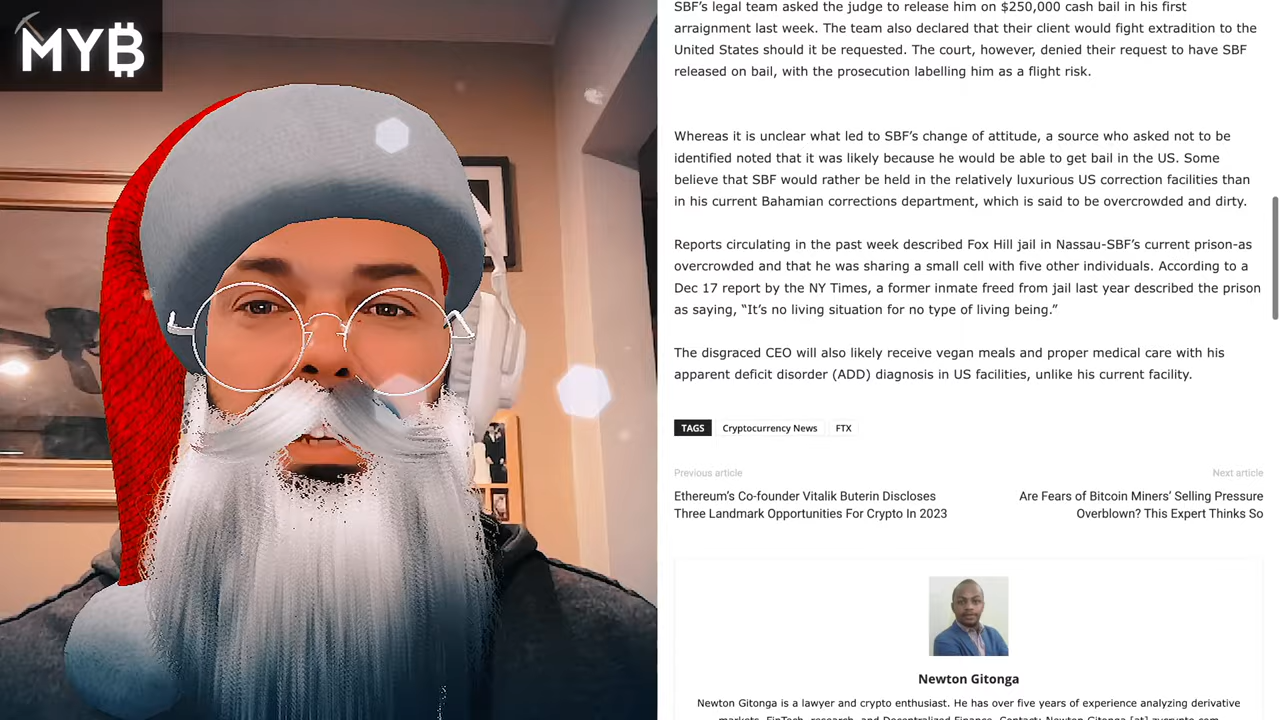 MYB
SBF’s legal team asked the judge to release him on $250,000 cash bail in his first
arraignment last week. The team also declared that their client would fight extradition to the
United States should it be requested. The court, however, denied their request to have SBF
released on bail, with the prosecution labelling him as a flight risk.
Whereas it is unclear what led to SBF’s change of attitude, a source who asked not to be
identified noted that it was likely because he would be able to get bail in the US. Some
believe that SBF would rather be held in the relatively luxurious US correction facilities than
in his current Bahamian corrections department, which is said to be overcrowded and dirty.
Reports circulating in the past week described Fox Hill jail in Nassau-SBF’s current prison-as
overcrowded and that he was sharing a small cell with five other individuals. According to a
Dec 17 report by the NY Times, a former inmate freed from jail last year described the prison
as saying, “It’s no living situation for no type of living being.”
The disgraced CEO will also likely receive vegan meals and proper medical care with his
apparent deficit disorder (ADD) diagnosis in US facilities, unlike his current facility.
TAGS Cryptocurrency News FTX
Previous article
Ethereum’s Co-founder Vitalik Buterin Discloses
Three Landmark Opportunities For Crypto In 2023
Next article
Are Fears of Bitcoin Miners’ Selling Pressure
Overblown? This Expert Thinks So
Newton Gitonga
Newton Gitonga is a lawyer and crypto enthusiast. He has over five years of experience analyzing derivative
markets, FinTech, research, and Decentralized Finance. Contact: Newton.Gitonga [at] zycrypto.com